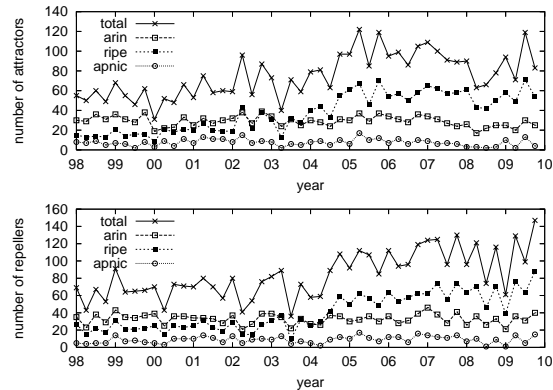 number of attractors
140
120
100
80
60
40
20
0
total
arin
ripe
apnic
98 99 00 01 02 03 04 05 06 07 08 09 10
year
number of repellers
160
140
120
100
80
60
40
20
0
total
arin
ripe
apnic
98 99 00 01 02 03 04 05 06 07 08 09 10
year